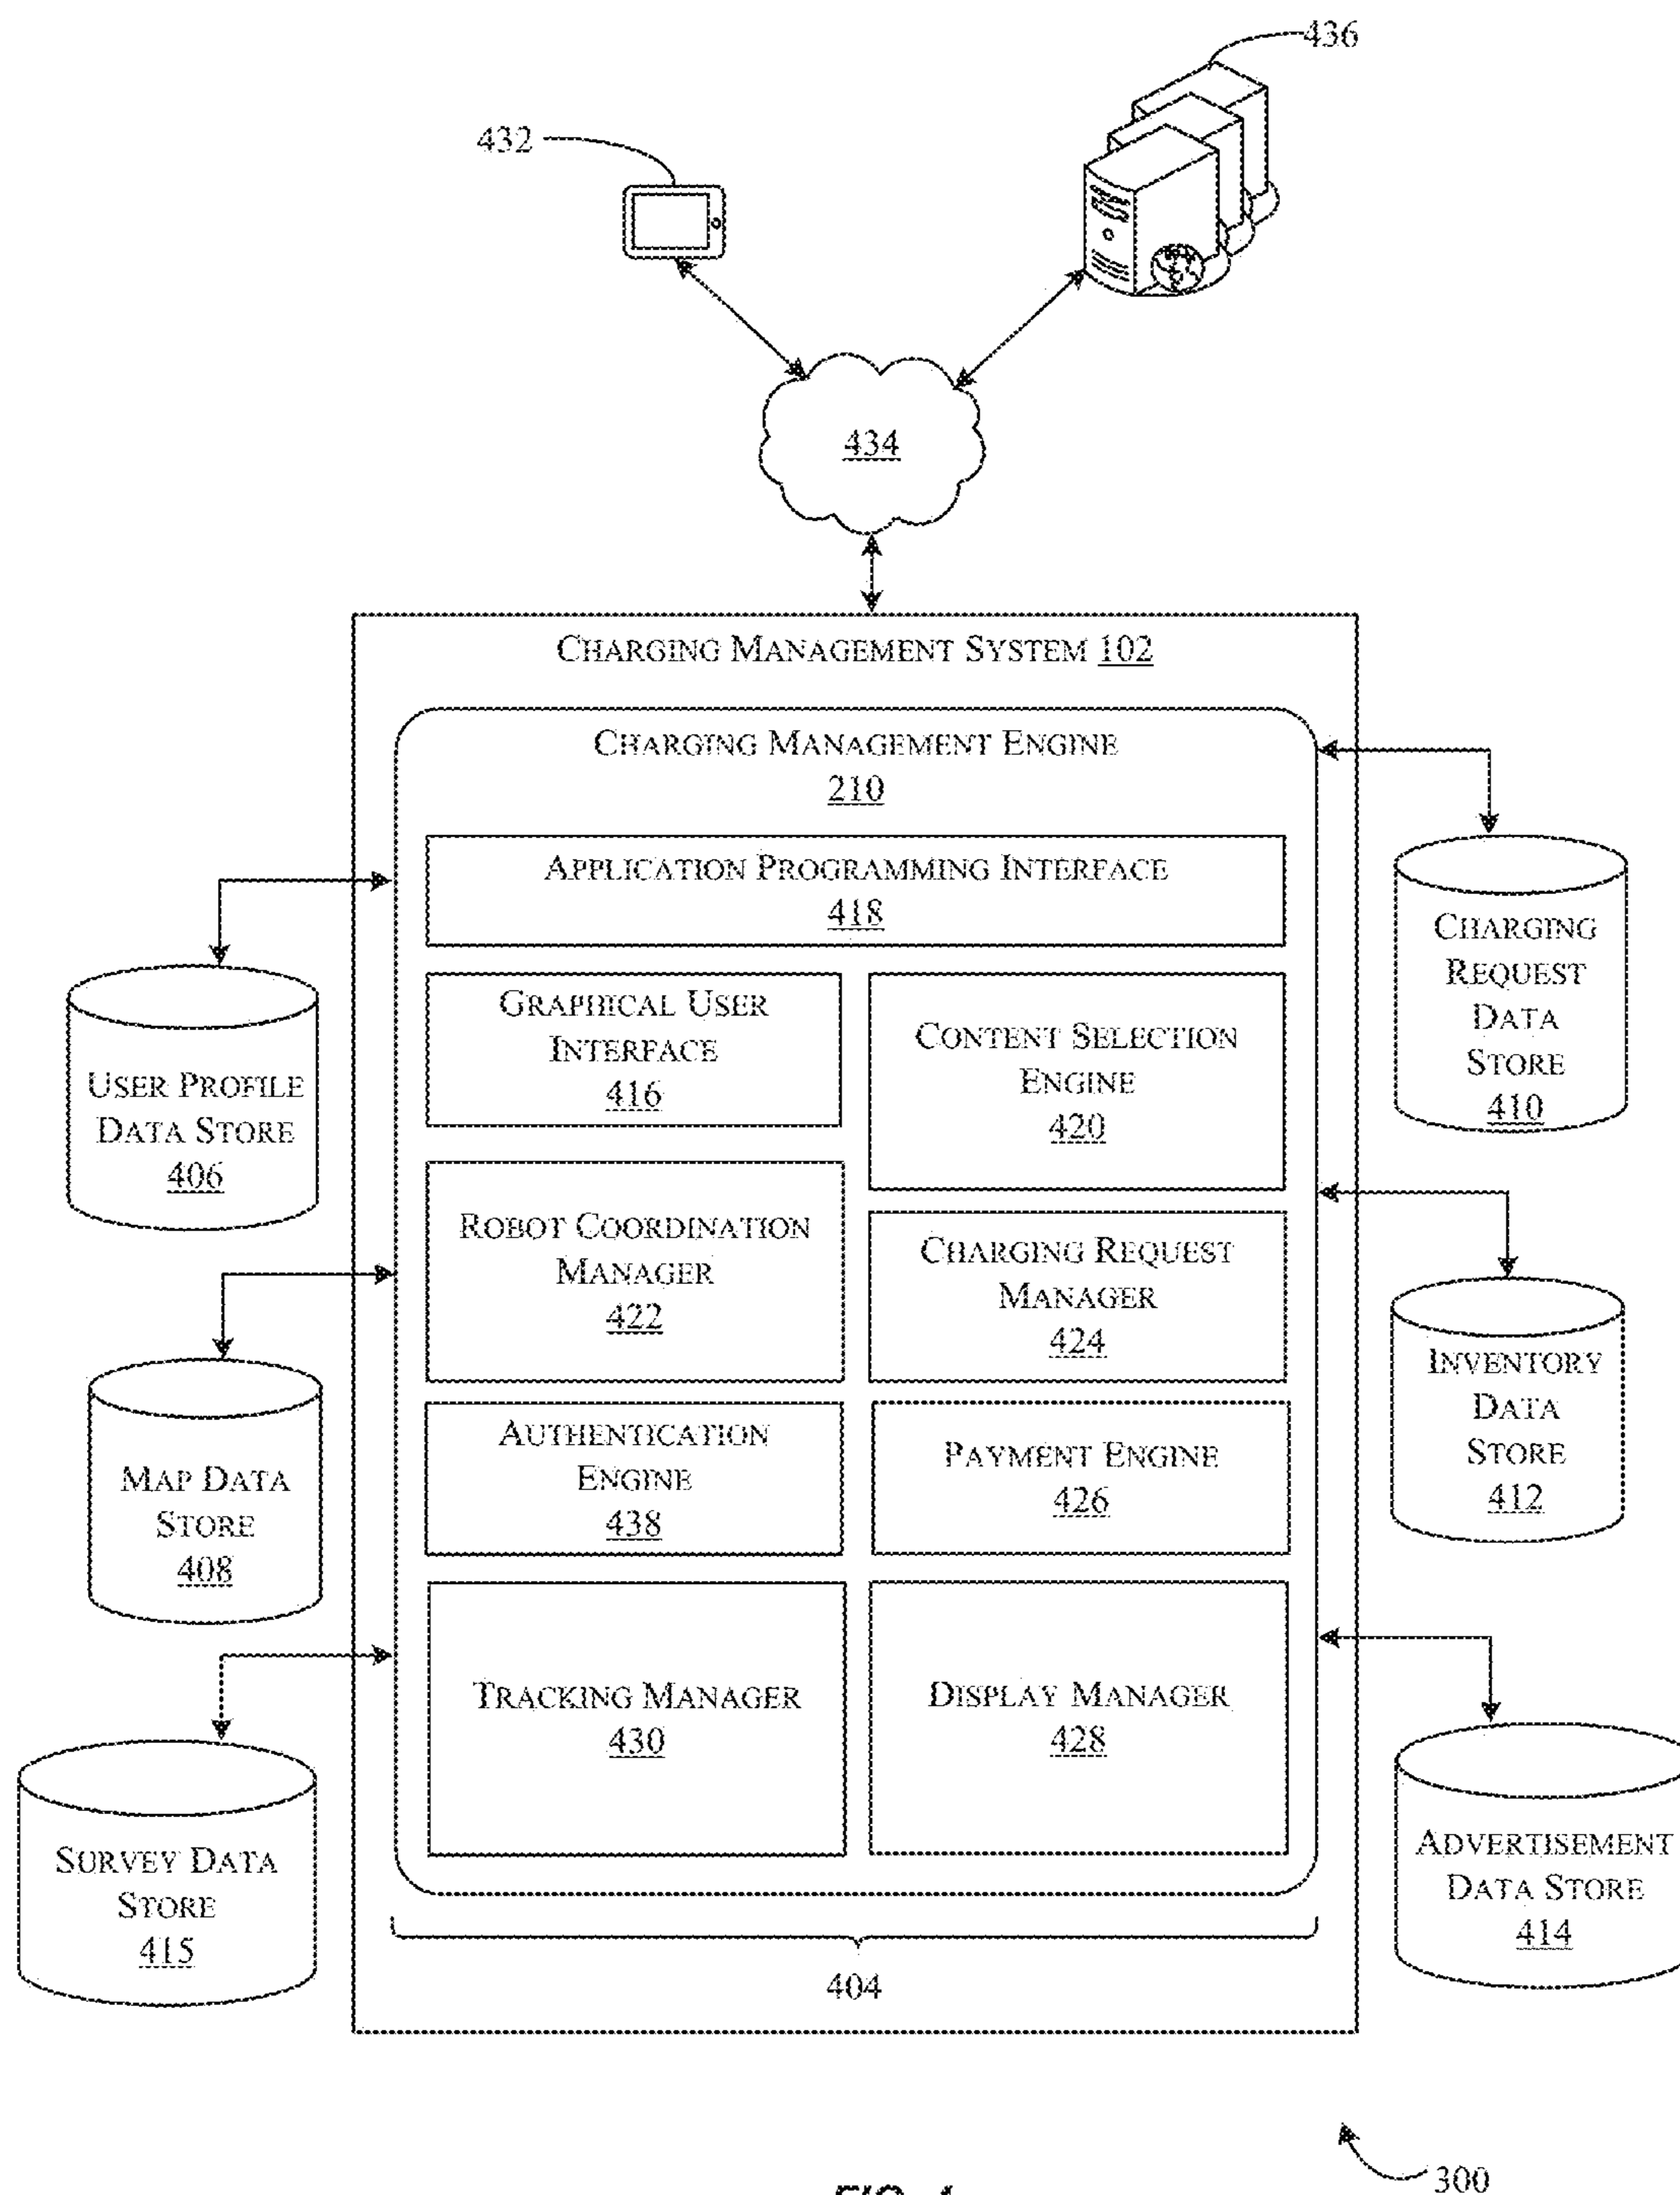 436
432
434
CHARGING MANAGEMENT SYSTEM 102
CHARGING MANAGEMENT ENGINE
210
APPLICATION PROGRAMMING INTERFACE
418
GRAPHICAL USER
INTERFACE
416
CONTENT SELECTION
ENGINE
420
ROBOT COORDINATION
MANAGER
422
CHARGING REQUEST
MANAGER
424
AUTHENTICATION
ENGINE
438
PAYMENT ENGINE
426
TRACKING MANAGER
430
DISPLAY MANAGER
428
404
USER PROFILE
DATA STORE
406
MAP DATA
STORE
408
SURVEY DATA
STORE
415
CHARGING
REQUEST
DATA
STORE
410
INVENTORY
DATA
STORE
412
ADVERTISEMENT
DATA STORE
414
300